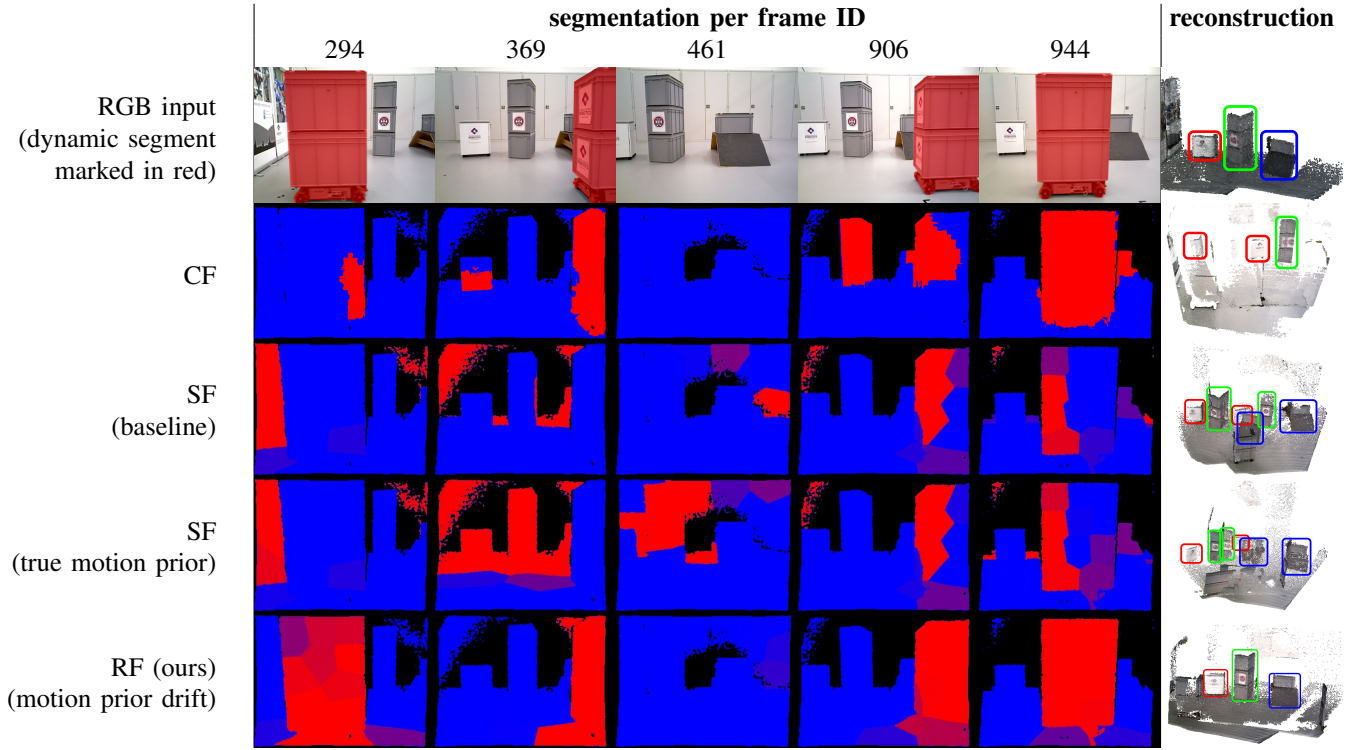 segmentation per frame ID
reconstruction
294
369
461
906
944
RGB input
(dynamic segment
marked in red)
CF
SF
(baseline)
SF
(true motion prior)
RF (ours)
(motion prior drift)